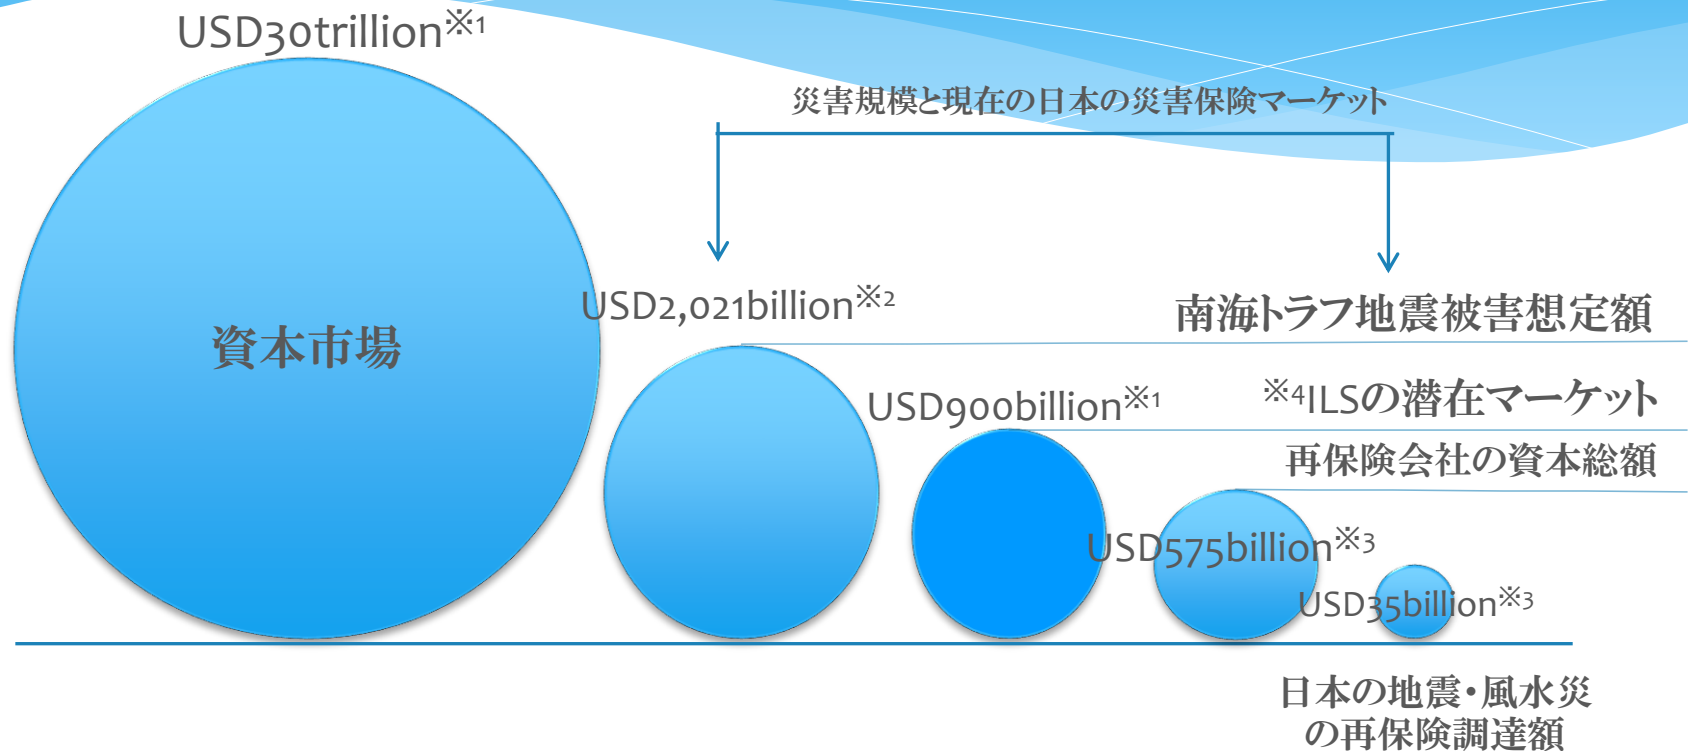 USD30trillion※1
災害規模と現在の日本の災害保険マーケット
資本市場
USD2,021billion※2
南海トラフ地震被害想定額
USD900billion※1
※4ILSの潜在マーケット
再保険会社の資本総額
USD575billion※3
USD35billion※3
日本の地震・風水災
の再保険調達額